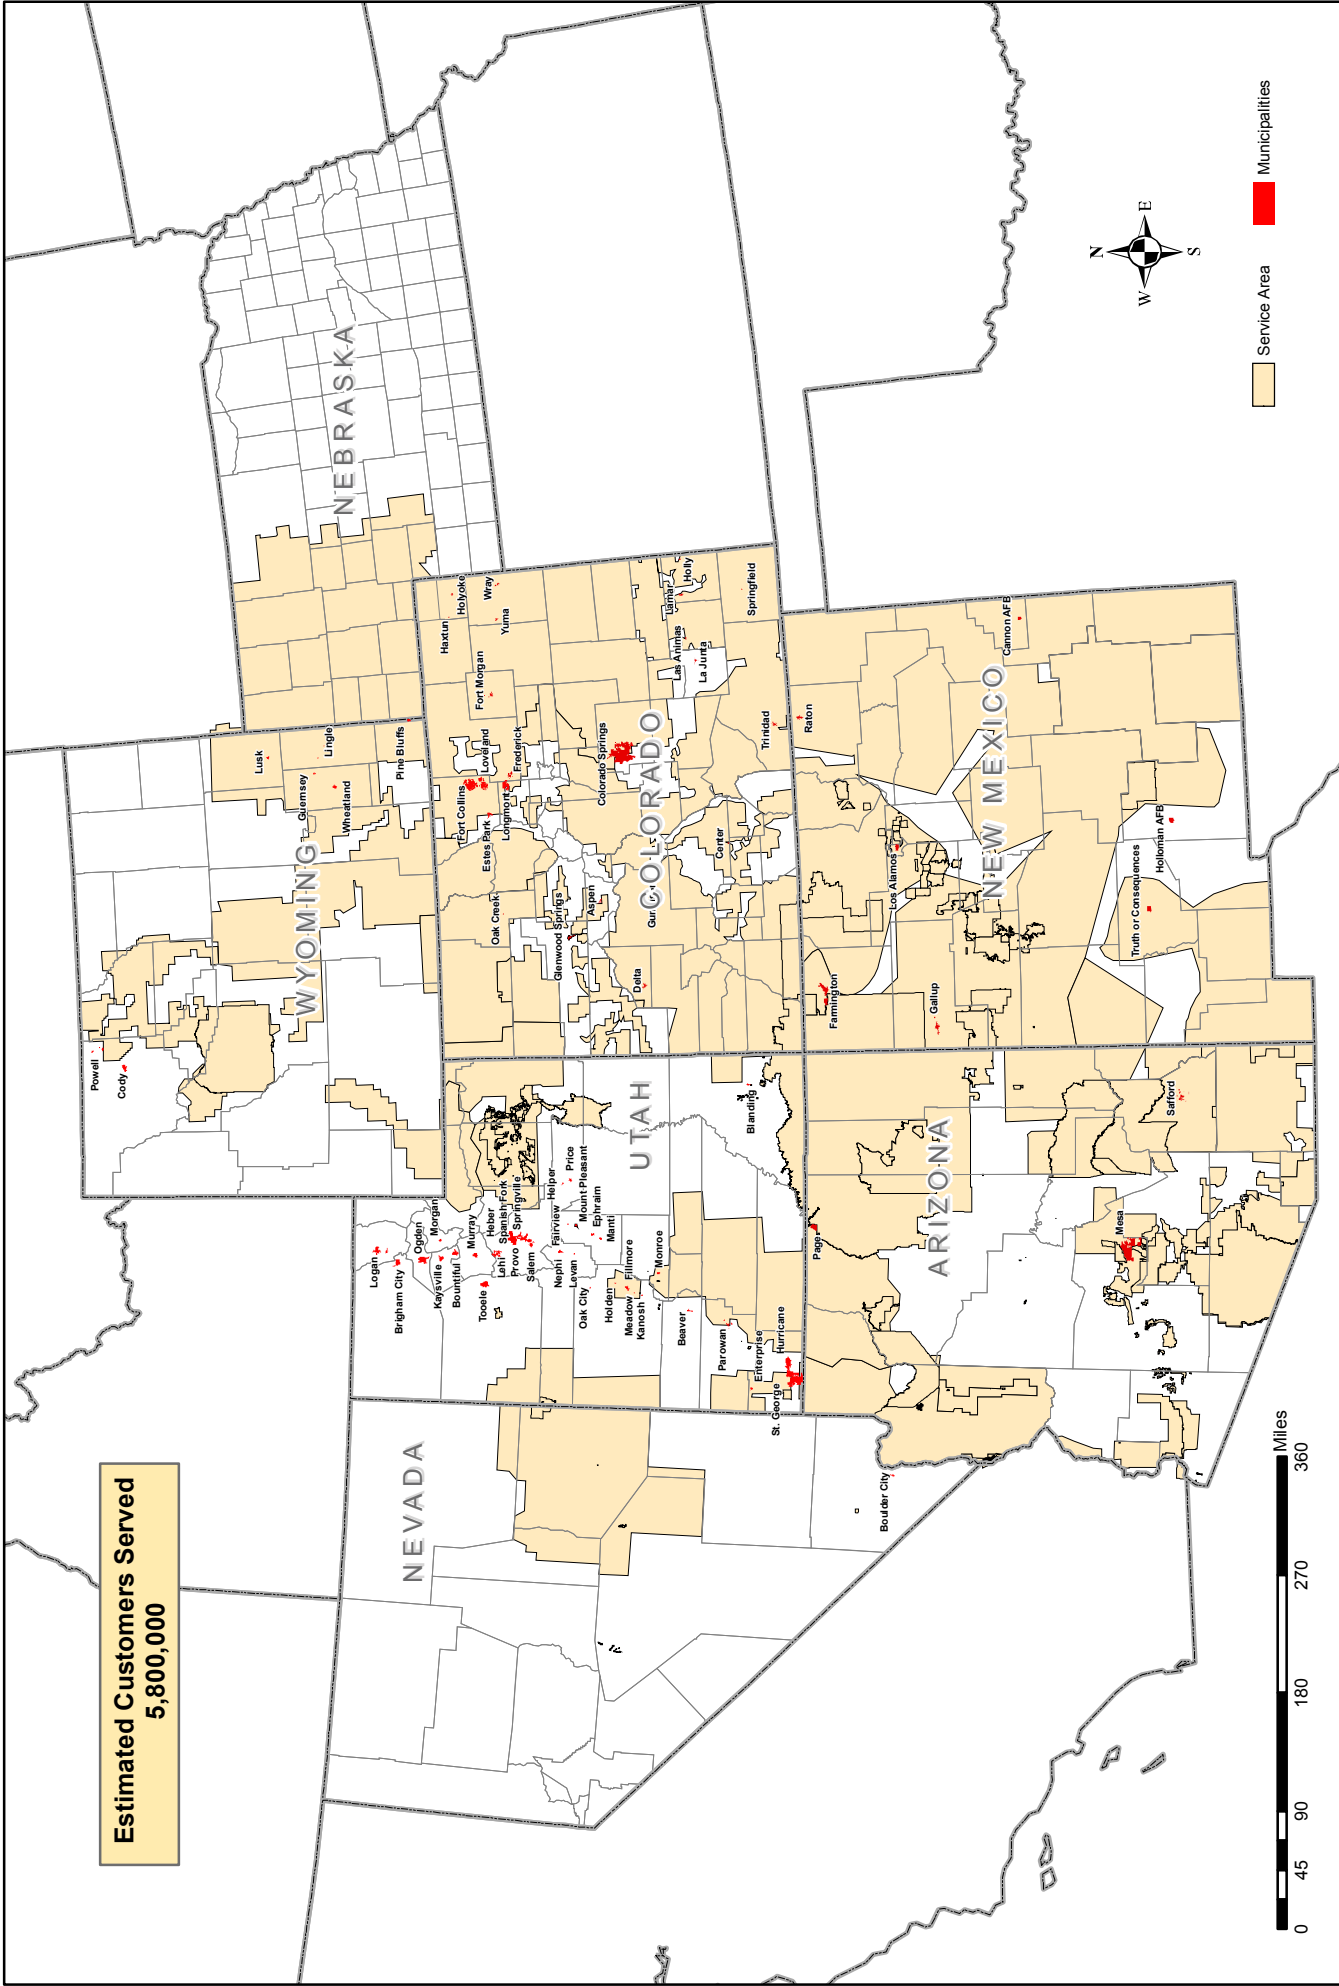 Estimated Customers Served
5,800,000
NEVADA
UTAH
WYOMING
NEBRASKA
COLORADO
ARIZONA
NEW MEXICO
Powell
Cody
Lusk
Lingle
Guernsey
Wheatland
Pine Bluffs
Logan
Brigham City
Ogden
Morgan
Kaysville
Bountiful
Murray
Tooele
Heber
Lehi
Spanish Fork
Provo
Springville
Salem
Nephi
Fairview
Helper
Levan
Price
Mount Pleasant
Oak City
Ephraim
Manti
Holden
Fillmore
Meadow
Kanosh
Monroe
Beaver
Parowan
Enterprise
Hurricane
St. George
Blanding
Boulder City
Haxtun
Holyoke
Wray
Yuma
Fort Morgan
Fort Collins
Loveland
Estes Park
Longmont
Frederick
Oak Creek
Glenwood Springs
Aspen
Colorado Springs
Delta
Center
Las Animas
La Junta
Lamar
Holly
Springfield
Trinidad
Raton
Farmington
Gallup
Los Alamos
Cannon AFB
Truth or Consequences
Holloman AFB
Page
Mesa
Safford
N
W
E
S
Service Area
Municipalities
0
45
90
180
270
360
Miles